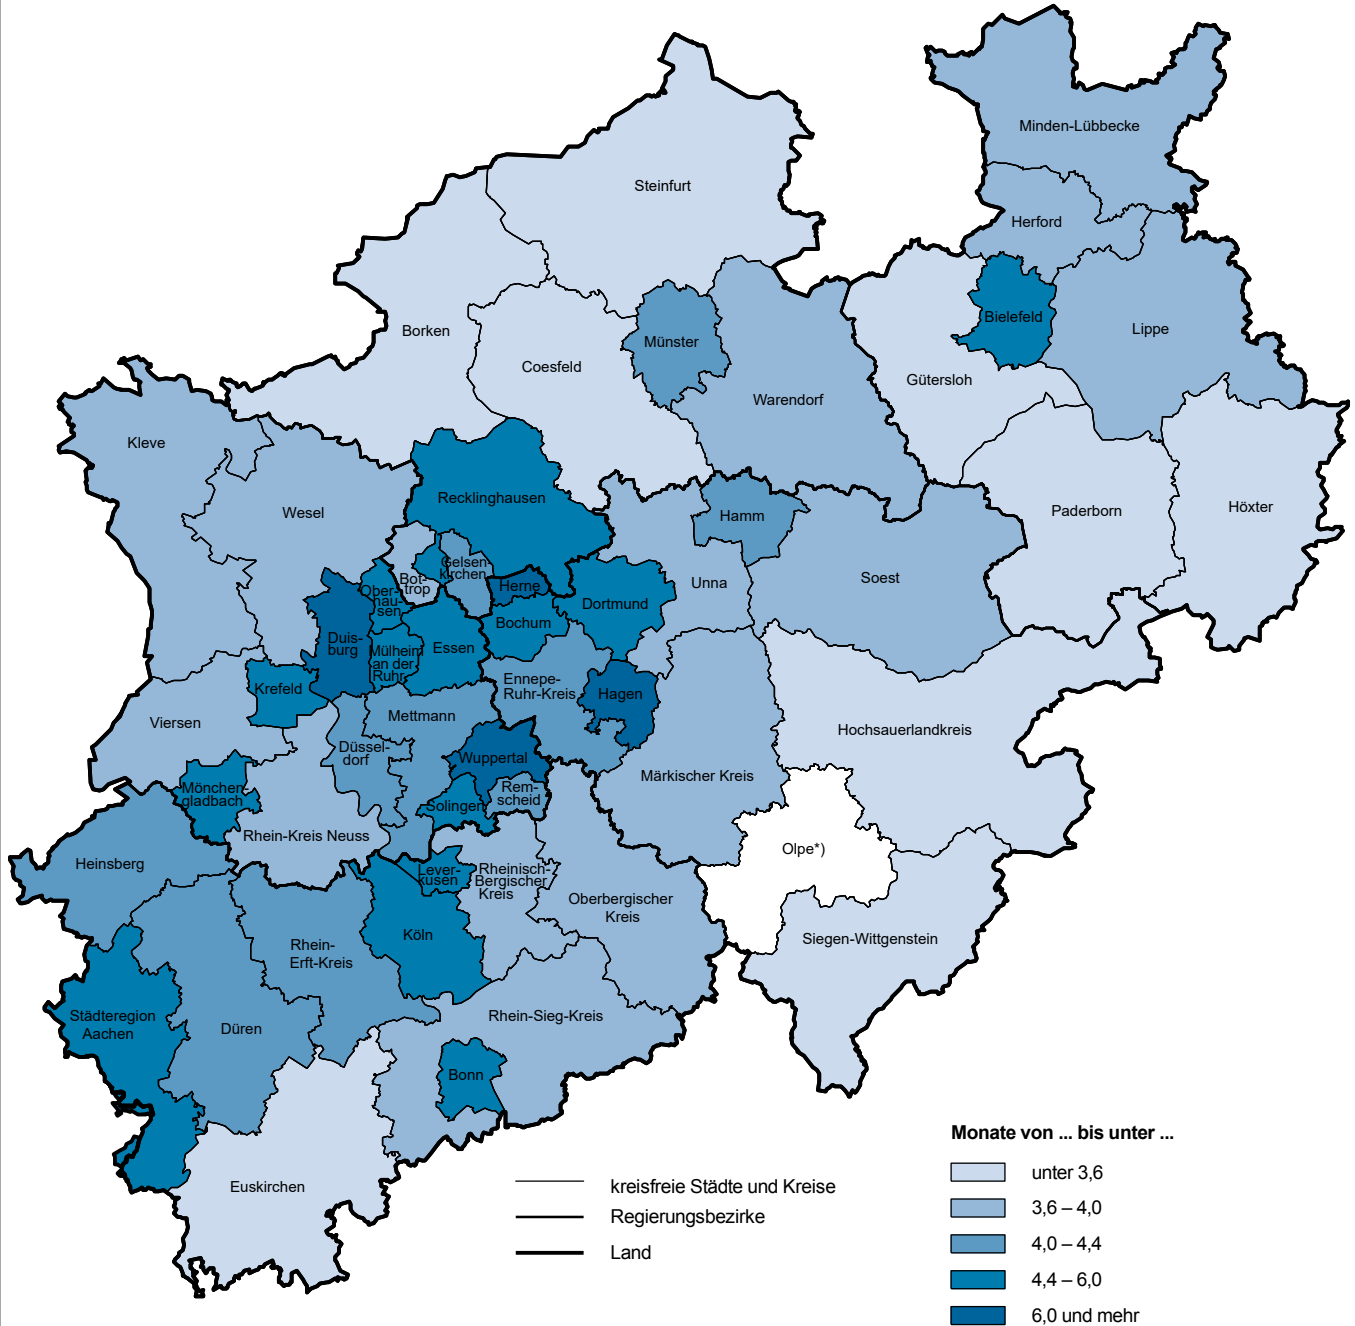 Minden-Lübbecke
Steinfurt
Herford
Bielefeld
Lippe
Borken
Münster
Coesfeld
Gütersloh
Warendorf
Kleve
Recklinghausen
Wesel
Hamm
Paderborn
Höxter
Gelsen-
kirchen
Bot-
trop
Herne
Unna
Soest
Ober-
hau-
sen
Dortmund
Bochum
Duis-
burg
Essen
Mülheim
an der
Ruhr
Ennepe-
Ruhr-Kreis
Hagen
Krefeld
Viersen
Mettmann
Hochsauerlandkreis
Düssel-
dorf
Wuppertal
Märkischer Kreis
Mönchen-
gladbach
Rem-
scheid
Solingen
Rhein-Kreis Neuss
Olpe*)
Heinsberg
Lever-
kusen
Rheinisch-
Bergischer
Kreis
Oberbergischer
Kreis
Köln
Siegen-Wittgenstein
Rhein-
Erft-Kreis
Städteregion
Aachen
Düren
Rhein-Sieg-Kreis
Bonn
Euskirchen
kreisfreie Städte und Kreise
Regierungsbezirke
Land
Monate von ... bis unter ...
unter 3,6
3,6 – 4,0
4,0 – 4,4
4,4 – 6,0
6,0 und mehr